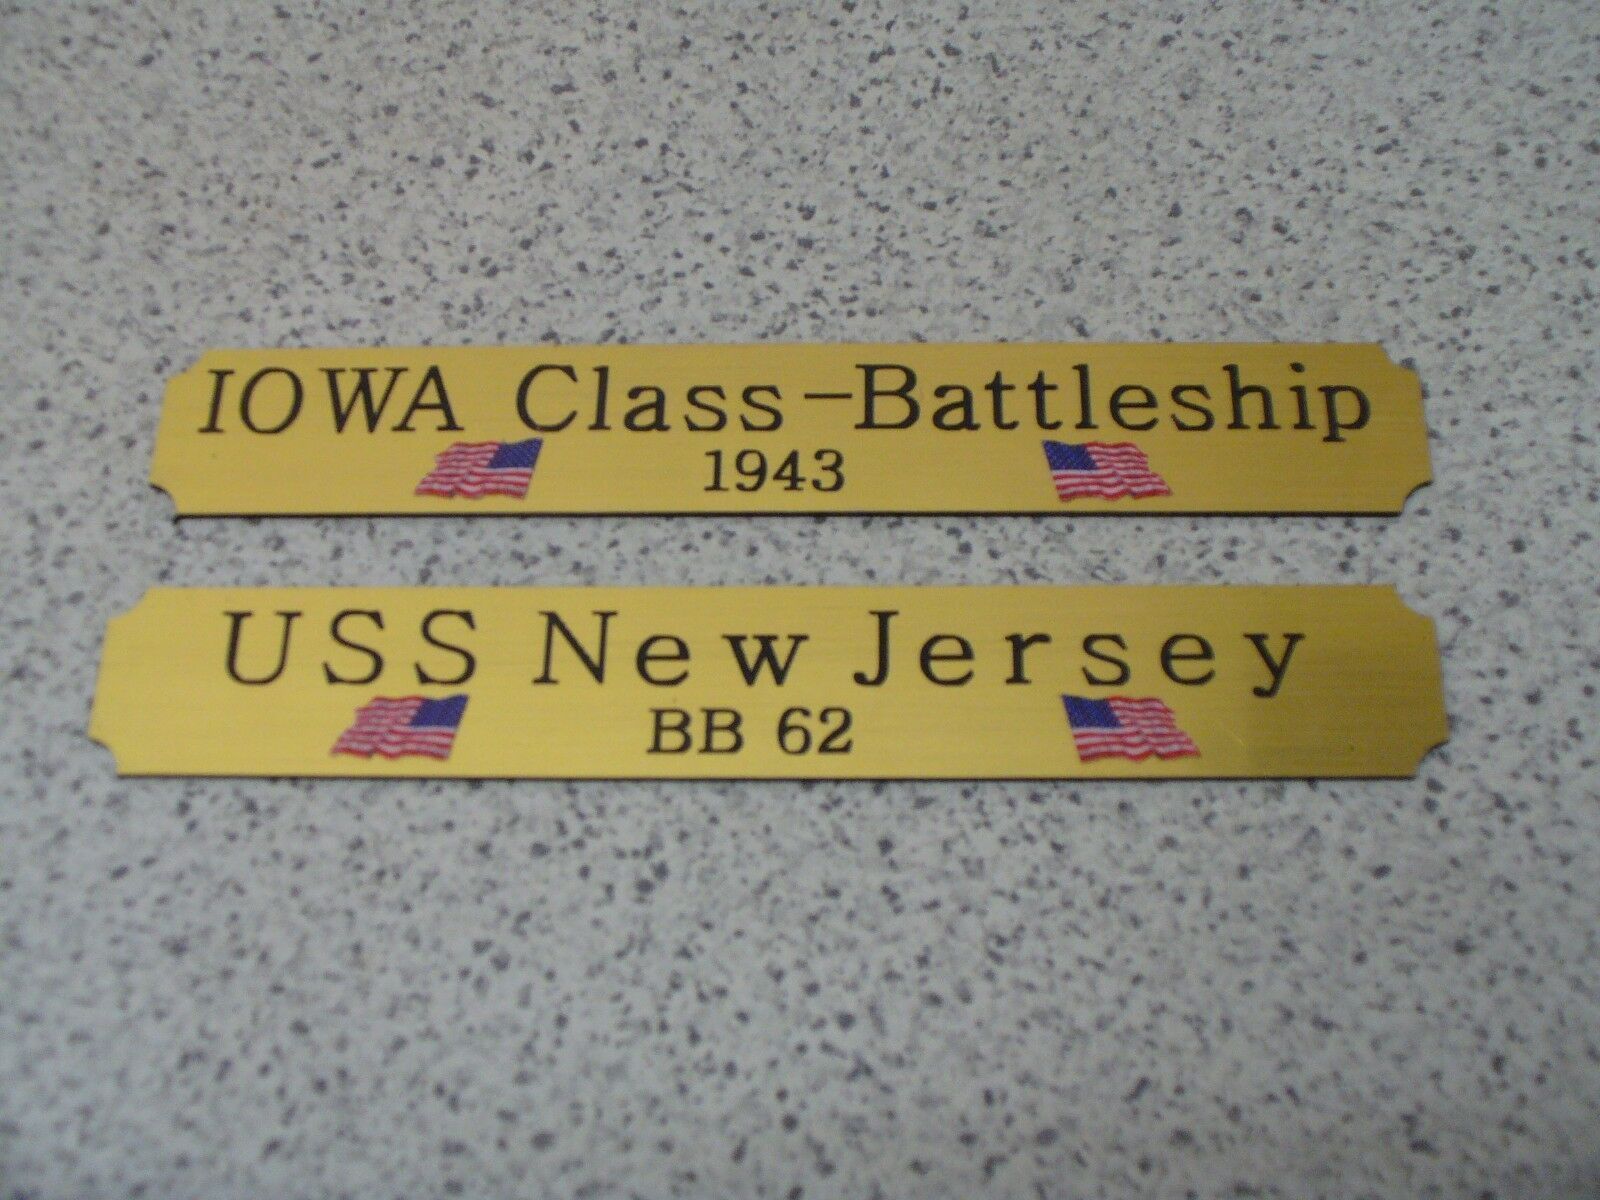 IOWA Class-Battleship
1943
USS New Jersey
BB 62